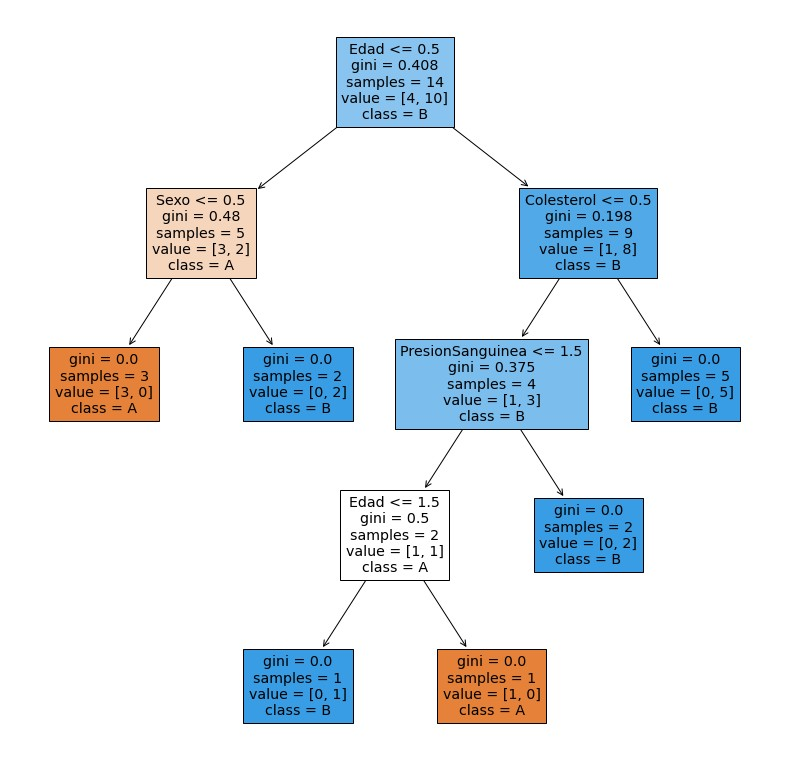 Edad <= 0.5
gini = 0.408
samples = 14
value = [4, 10]
class = B
Sexo <= 0.5
gini = 0.48
samples = 5
value = [3, 2]
class = A
Colesterol <= 0.5
gini = 0.198
samples = 9
value = [1, 8]
class = B
gini = 0.0
samples = 3
value = [3, 0]
class = A
gini = 0.0
samples = 2
value = [0, 2]
class = B
PresionSanguinea <= 1.5
gini = 0.375
samples = 4
value = [1, 3]
class = B
gini = 0.0
samples = 5
value = [0, 5]
class = B
Edad <= 1.5
gini = 0.5
samples = 2
value = [1, 1]
class = A
gini = 0.0
samples = 2
value = [0, 2]
class = B
gini = 0.0
samples = 1
value = [0, 1]
class = B
gini = 0.0
samples = 1
value = [1, 0]
class = A